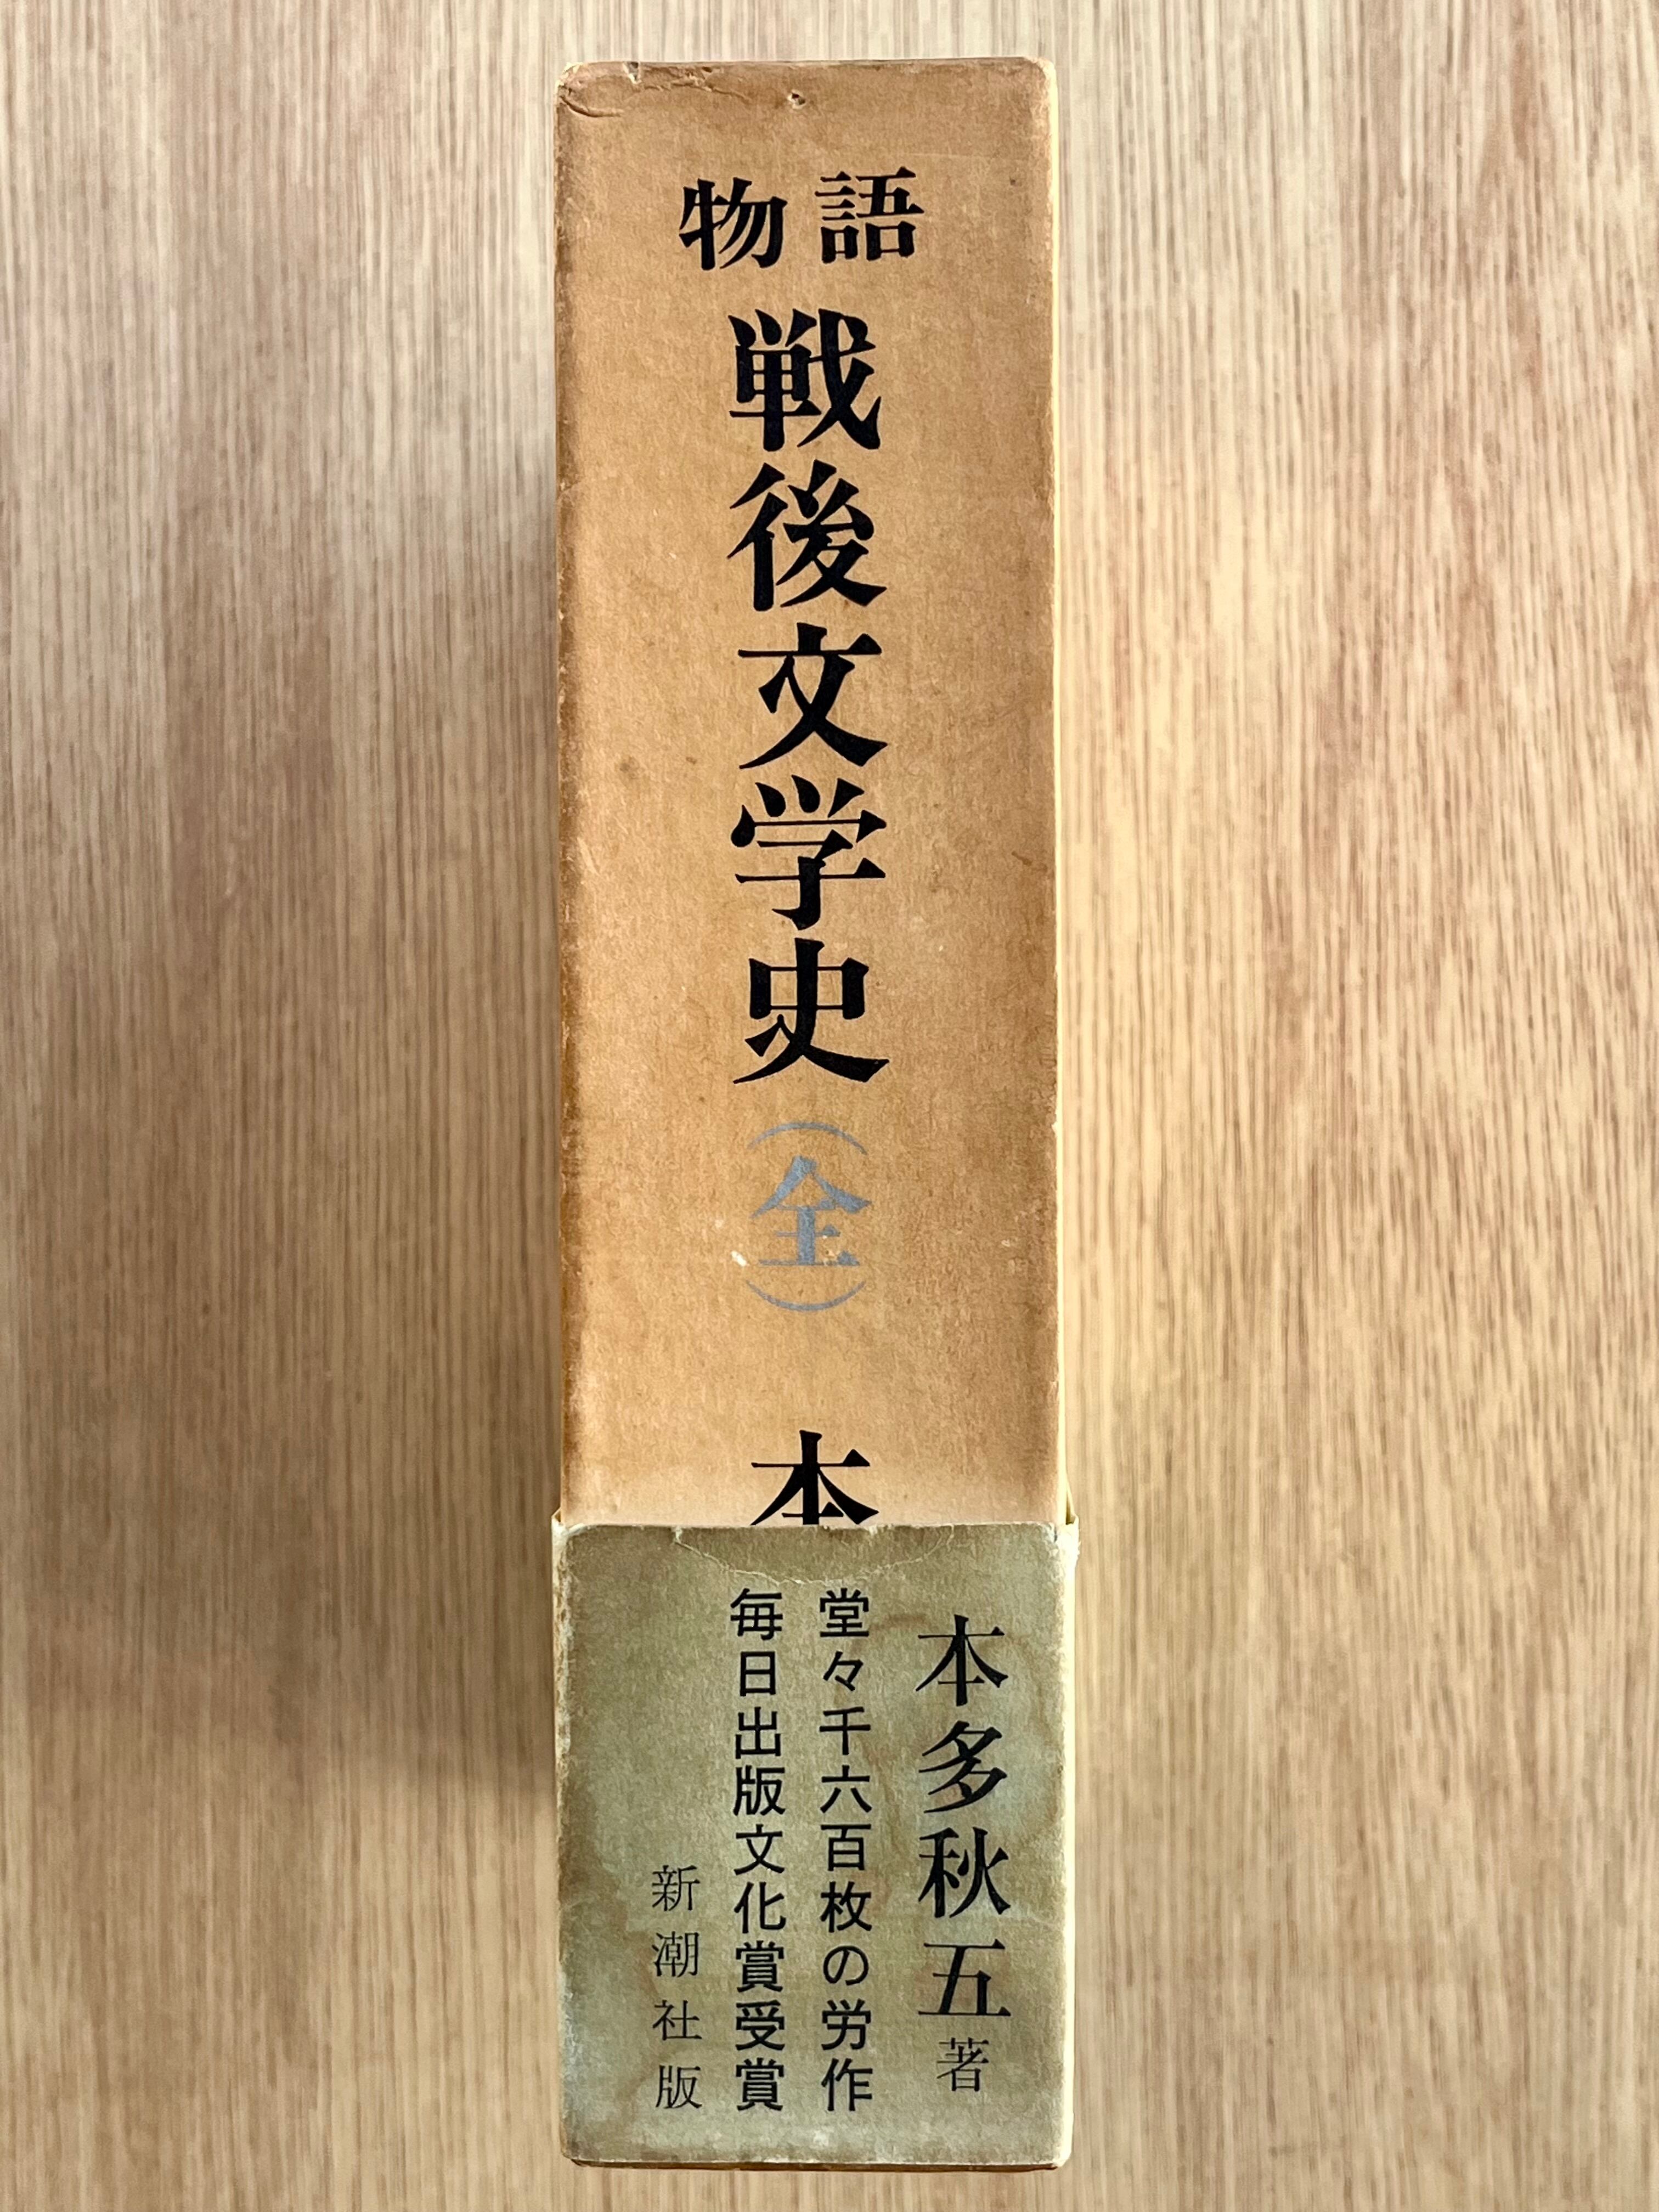 物語
戦後文学史
（全）
本
本多秋五著
堂々千六百枚の労作
毎日出版文化賞受賞
新潮社版